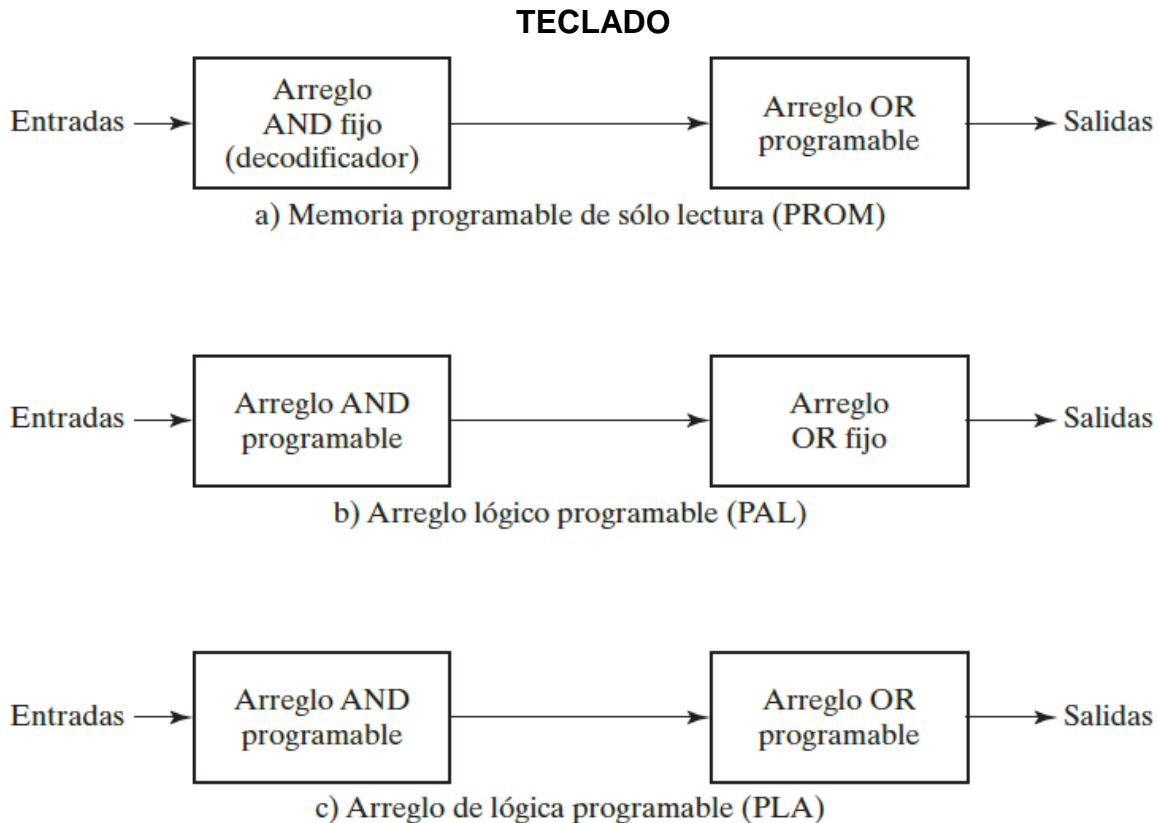 TECLADO
Entradas
Arreglo
AND fijo
(decodificador)
Arreglo OR
programable
Salidas
a) Memoria programable de sólo lectura (PROM)
Entradas
Arreglo AND
programable
Arreglo
OR fijo
Salidas
b) Arreglo lógico programable (PAL)
Entradas
Arreglo AND
programable
Arreglo OR
programable
Salidas
c) Arreglo de lógica programable (PLA)